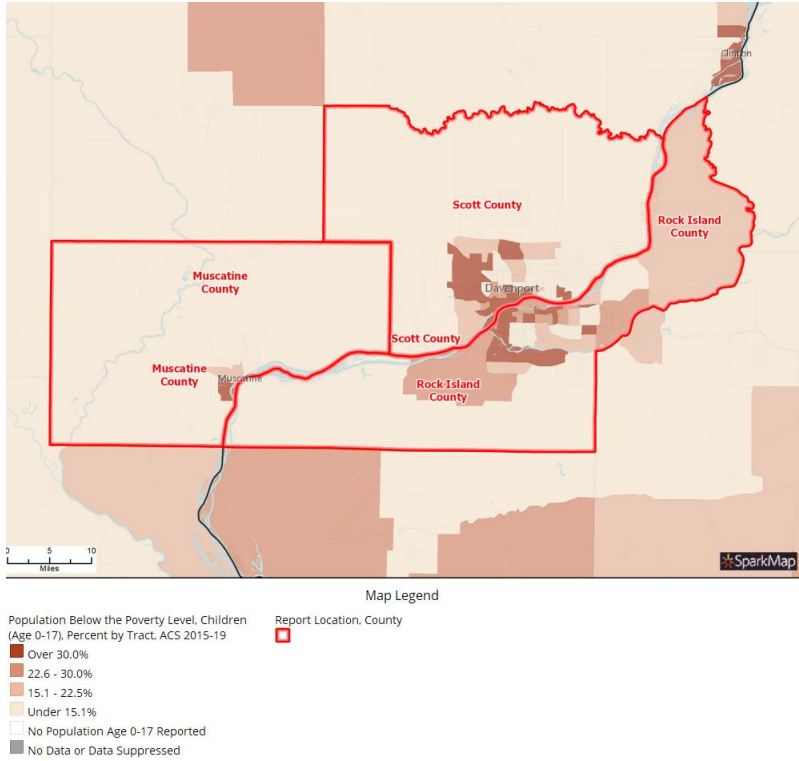 Clinton
Scott County
Rock Island
County
Muscatine
County
Davenport
Scott County
Muscatine
County
Muscatine
Rock Island
County
0 5 10
Miles
SparkMap
Map Legend
Population Below the Poverty Level, Children
(Age 0-17), Percent by Tract, ACS 2015-19
Over 30.0%
22.6 - 30.0%
15.1 - 22.5%
Under 15.1%
No Population Age 0-17 Reported
No Data or Data Suppressed
Report Location, County